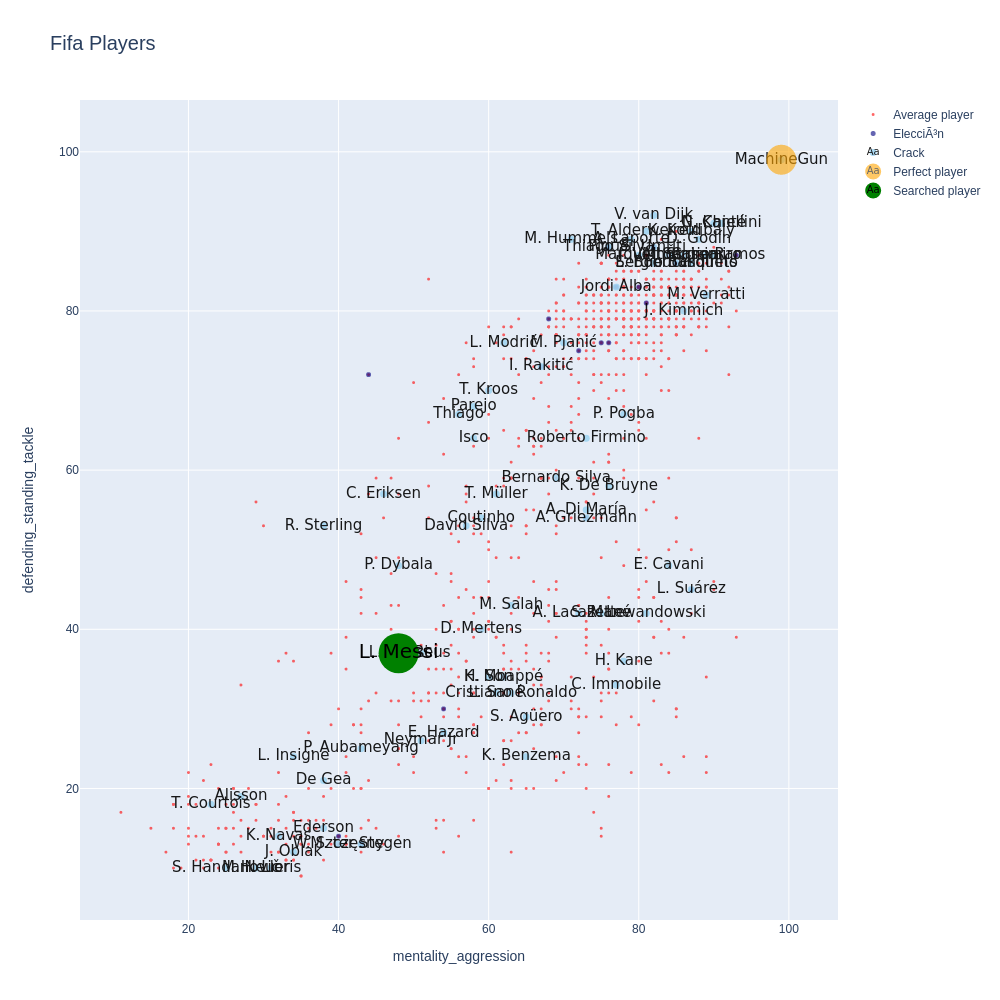 Fifa Players
Average player
ElecciÃ³n
Aa Crack
Aa Perfect player
Aa Searched player
defending_standing_tackle
mentality_aggression
100
80
60
40
20
20
40
60
80
100
MachineGun
V. van Dijk
M. Hummels
D. Godín
Jordi Alba
M. Verratti
J. Kimmich
L. Modrić
M. Pjanić
I. Rakitić
T. Kroos
Parejo
Thiago
P. Pogba
Isco
Roberto Firmino
Bernardo Silva
K. De Bruyne
C. Eriksen
T. Müller
A. Di María
A. Griezmann
Coutinho
David Silva
R. Sterling
P. Dybala
E. Cavani
L. Suárez
M. Salah
D. Mertens
L. Messi
H. Kane
C. Immobile
Cristiano Ronaldo
S. Agüero
E. Hazard
Neymar Jr
P. Aubameyang
L. Insigne
K. Benzema
De Gea
Alisson
T. Courtois
Ederson
K. Navas
J. Oblak
S. Handanovič